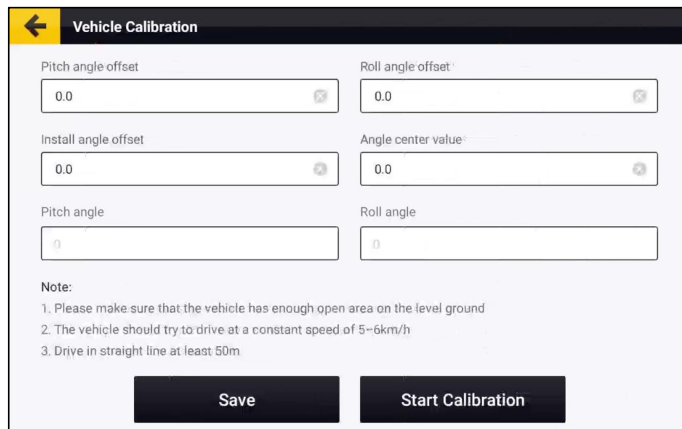 Vehicle Calibration
Pitch angle offset Roll angle offset
0.0 0.0
Install angle offset Angle center value
0.0 0.0
Pitch angle Roll angle
0 0
Note:
1. Please make sure that the vehicle has enough open area on the level ground
2. The vehicle should try to drive at a constant speed of 5~6km/h
3. Drive in straight line at least 50m
Save Start Calibration